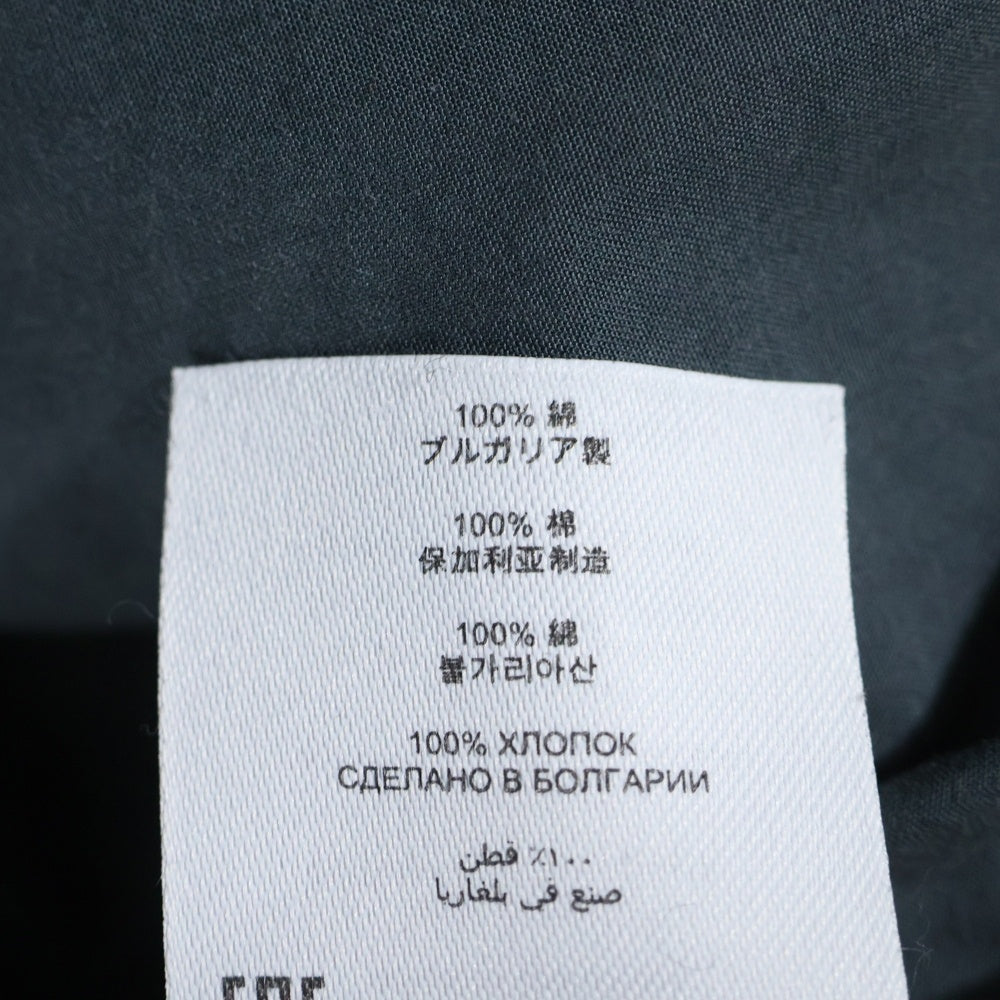 100% 綿
ブルガリア製
100% 棉
保加利亚制造
100% 綿
불가리아산
100% ХЛОПОК
СДЕЛАНО В БОЛГАРИИ
١٠٠٪ قطن
صنع في بلغاريا